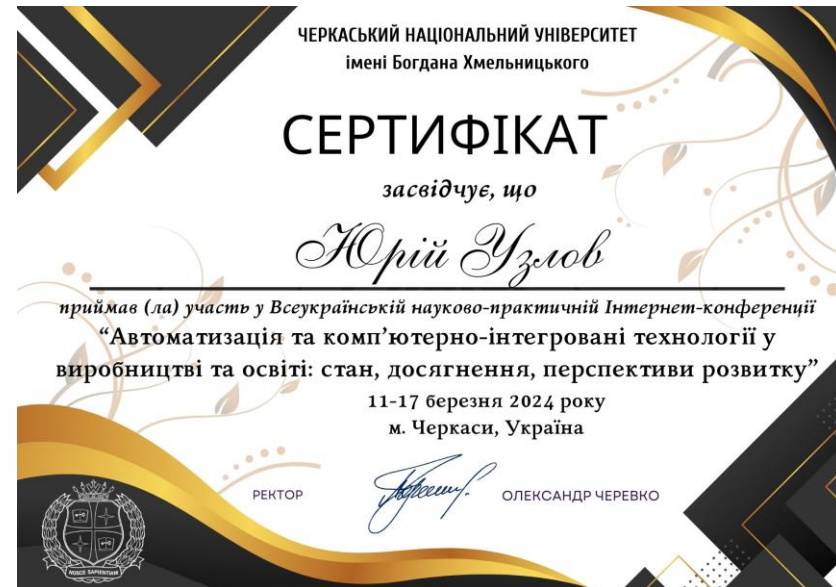 ЧЕРКАСЬКИЙ НАЦІОНАЛЬНИЙ УНІВЕРСИТЕТ
імені Богдана Хмельницького
СЕРТИФІКАТ
засвідчує, що
Юрій Узлов
приймав (ла) участь у Всеукраїнській науково-практичній Інтернет-конференції
“Автоматизація та комп’ютерно-інтегровані технології у
виробництві та освіті: стан, досягнення, перспективи розвитку”
11-17 березня 2024 року
м. Черкаси, Україна
РЕКТОР
ОЛЕКСАНДР ЧЕРЕВКО
NOSCE SAPIENTIAM